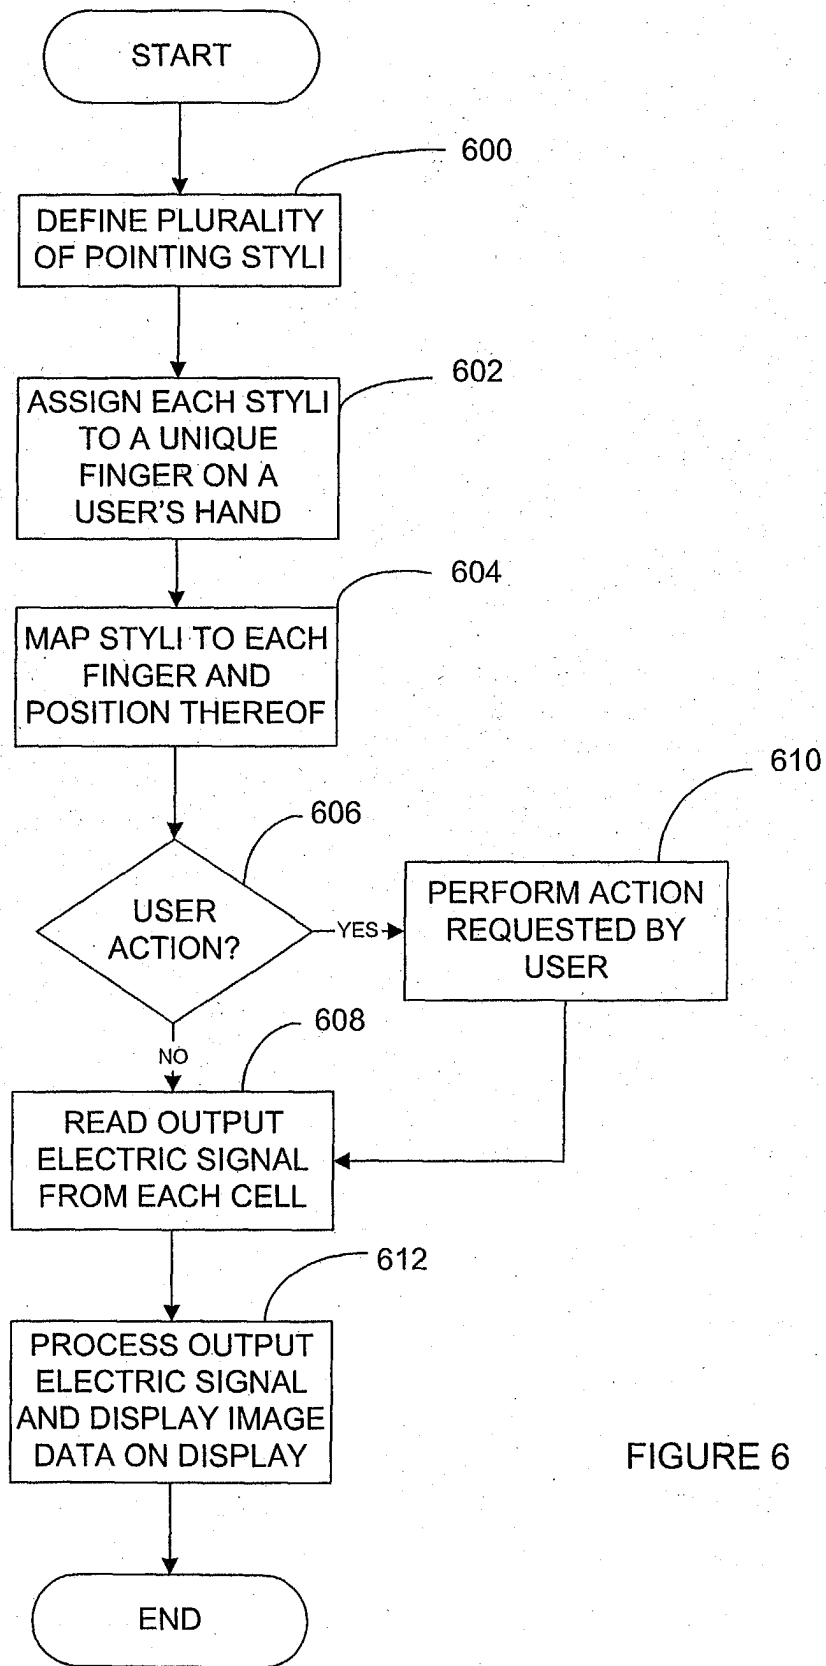 START
600
DEFINE PLURALITY
OF POINTING STYLI
602
ASSIGN EACH STYLI
TO A UNIQUE
FINGER ON A
USER'S HAND
604
MAP STYLI TO EACH
FINGER AND
POSITION THEREOF
606
USER
ACTION?
YES
610
PERFORM ACTION
REQUESTED BY
USER
NO
608
READ OUTPUT
ELECTRIC SIGNAL
FROM EACH CELL
612
PROCESS OUTPUT
ELECTRIC SIGNAL
AND DISPLAY IMAGE
DATA ON DISPLAY
FIGURE 6
END